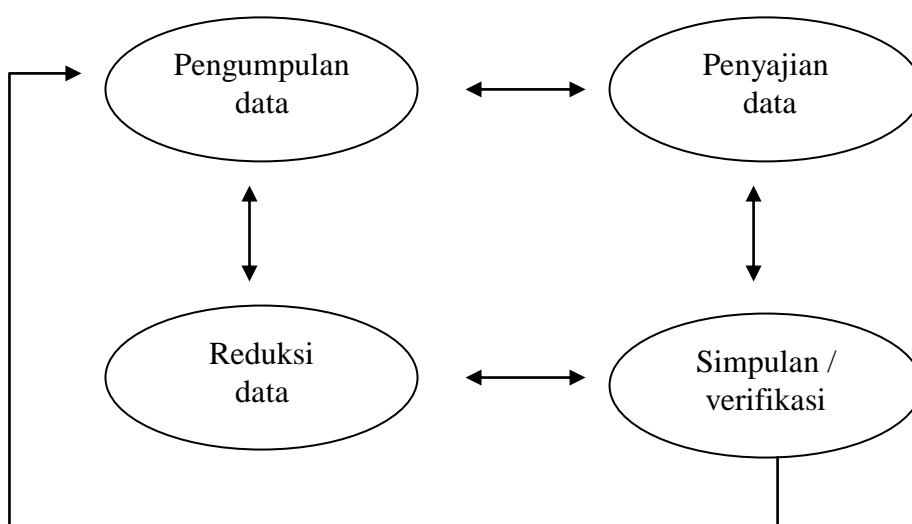 Pengumpulan
data
Penyajian
data
Reduksi
data
Simpulan /
verifikasi